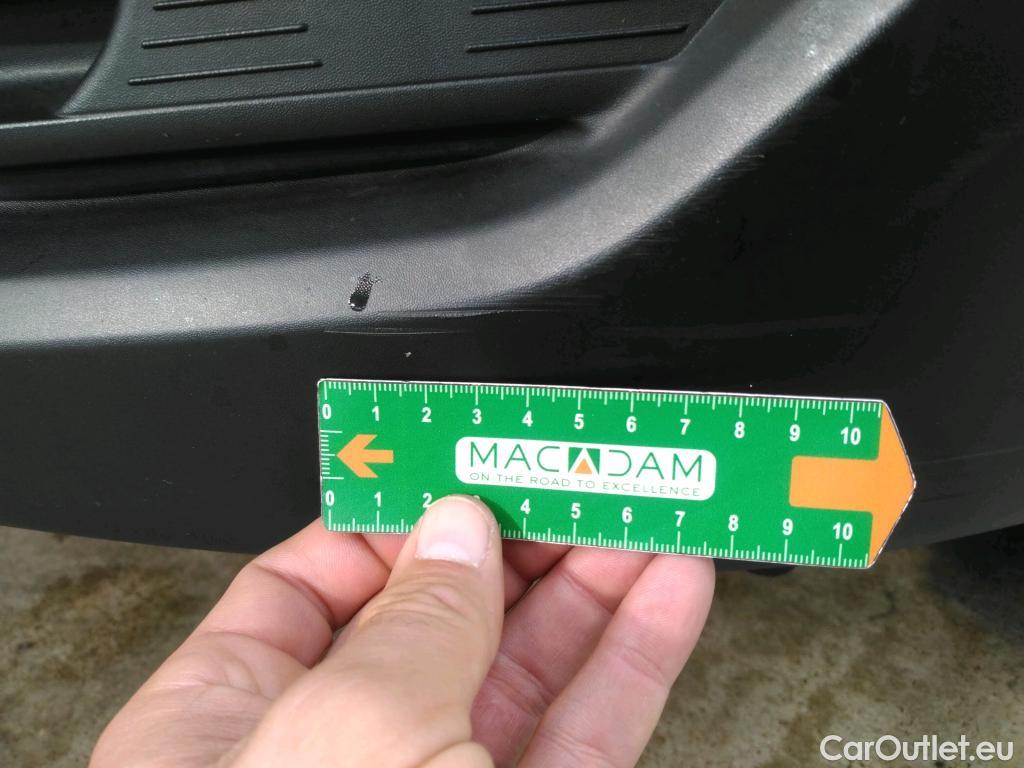 0 1 2 3 4 5 6 7 8 9 10
MACADAM
ON THE ROAD TO EXCELLENCE
0 1 2 3 4 5 6 7 8 9 10
CarOutlet.eu